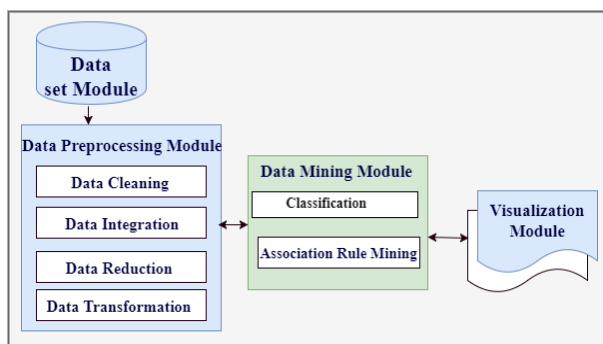 Data
set Module
Data Preprocessing Module
Data Cleaning
Data Integration
Data Reduction
Data Transformation
Data Mining Module
Classification
Association Rule Mining
Visualization
Module